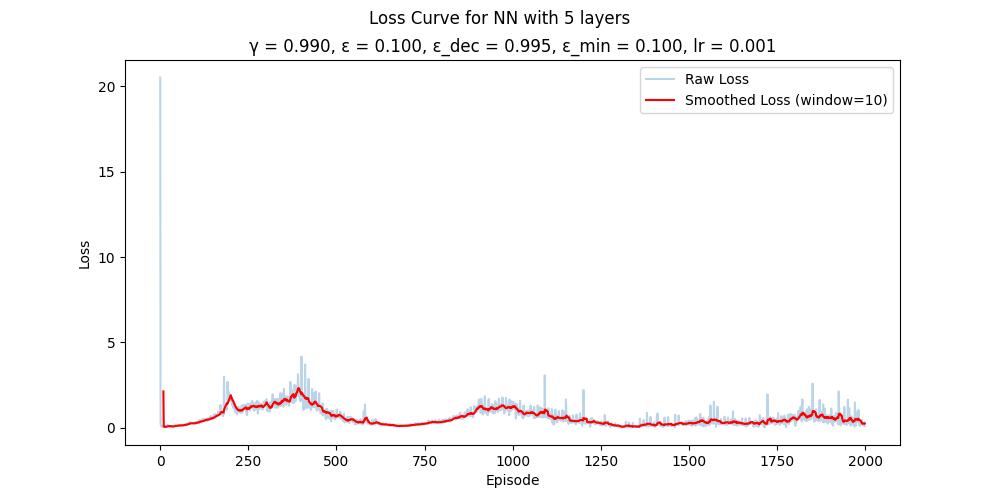 Loss Curve for NN with 5 layers
γ = 0.990, ε = 0.100, ε_dec = 0.995, ε_min = 0.100, lr = 0.001
Raw Loss
Smoothed Loss (window=10)
20
15
10
5
0
Loss
0 250 500 750 1000 1250 1500 1750 2000
Episode